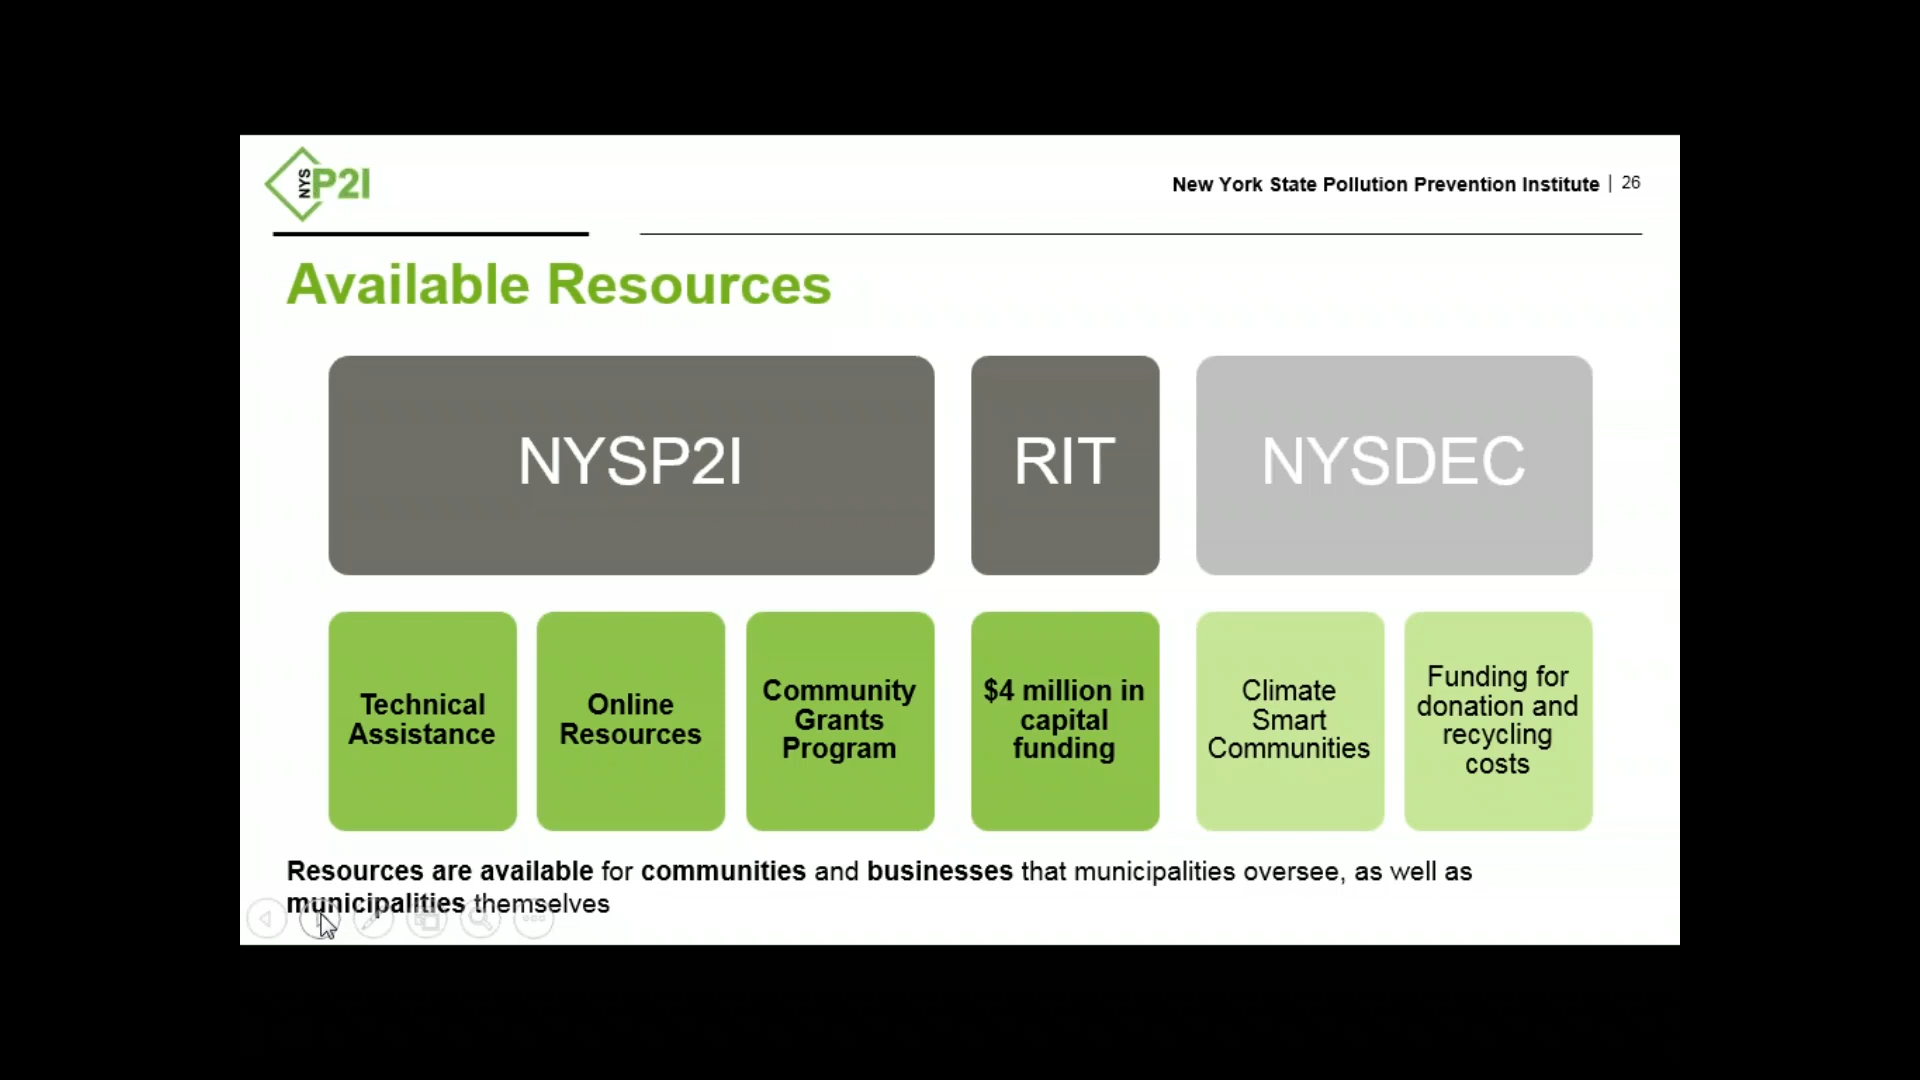 NYS P2I
New York State Pollution Prevention Institute | 26
Available Resources
NYSP2I
RIT
NYSDEC
Technical
Assistance
Online
Resources
Community
Grants
Program
$4 million in
capital
funding
Climate
Smart
Communities
Funding for
donation and
recycling
costs
Resources are available for communities and businesses that municipalities oversee, as well as
municipalities themselves